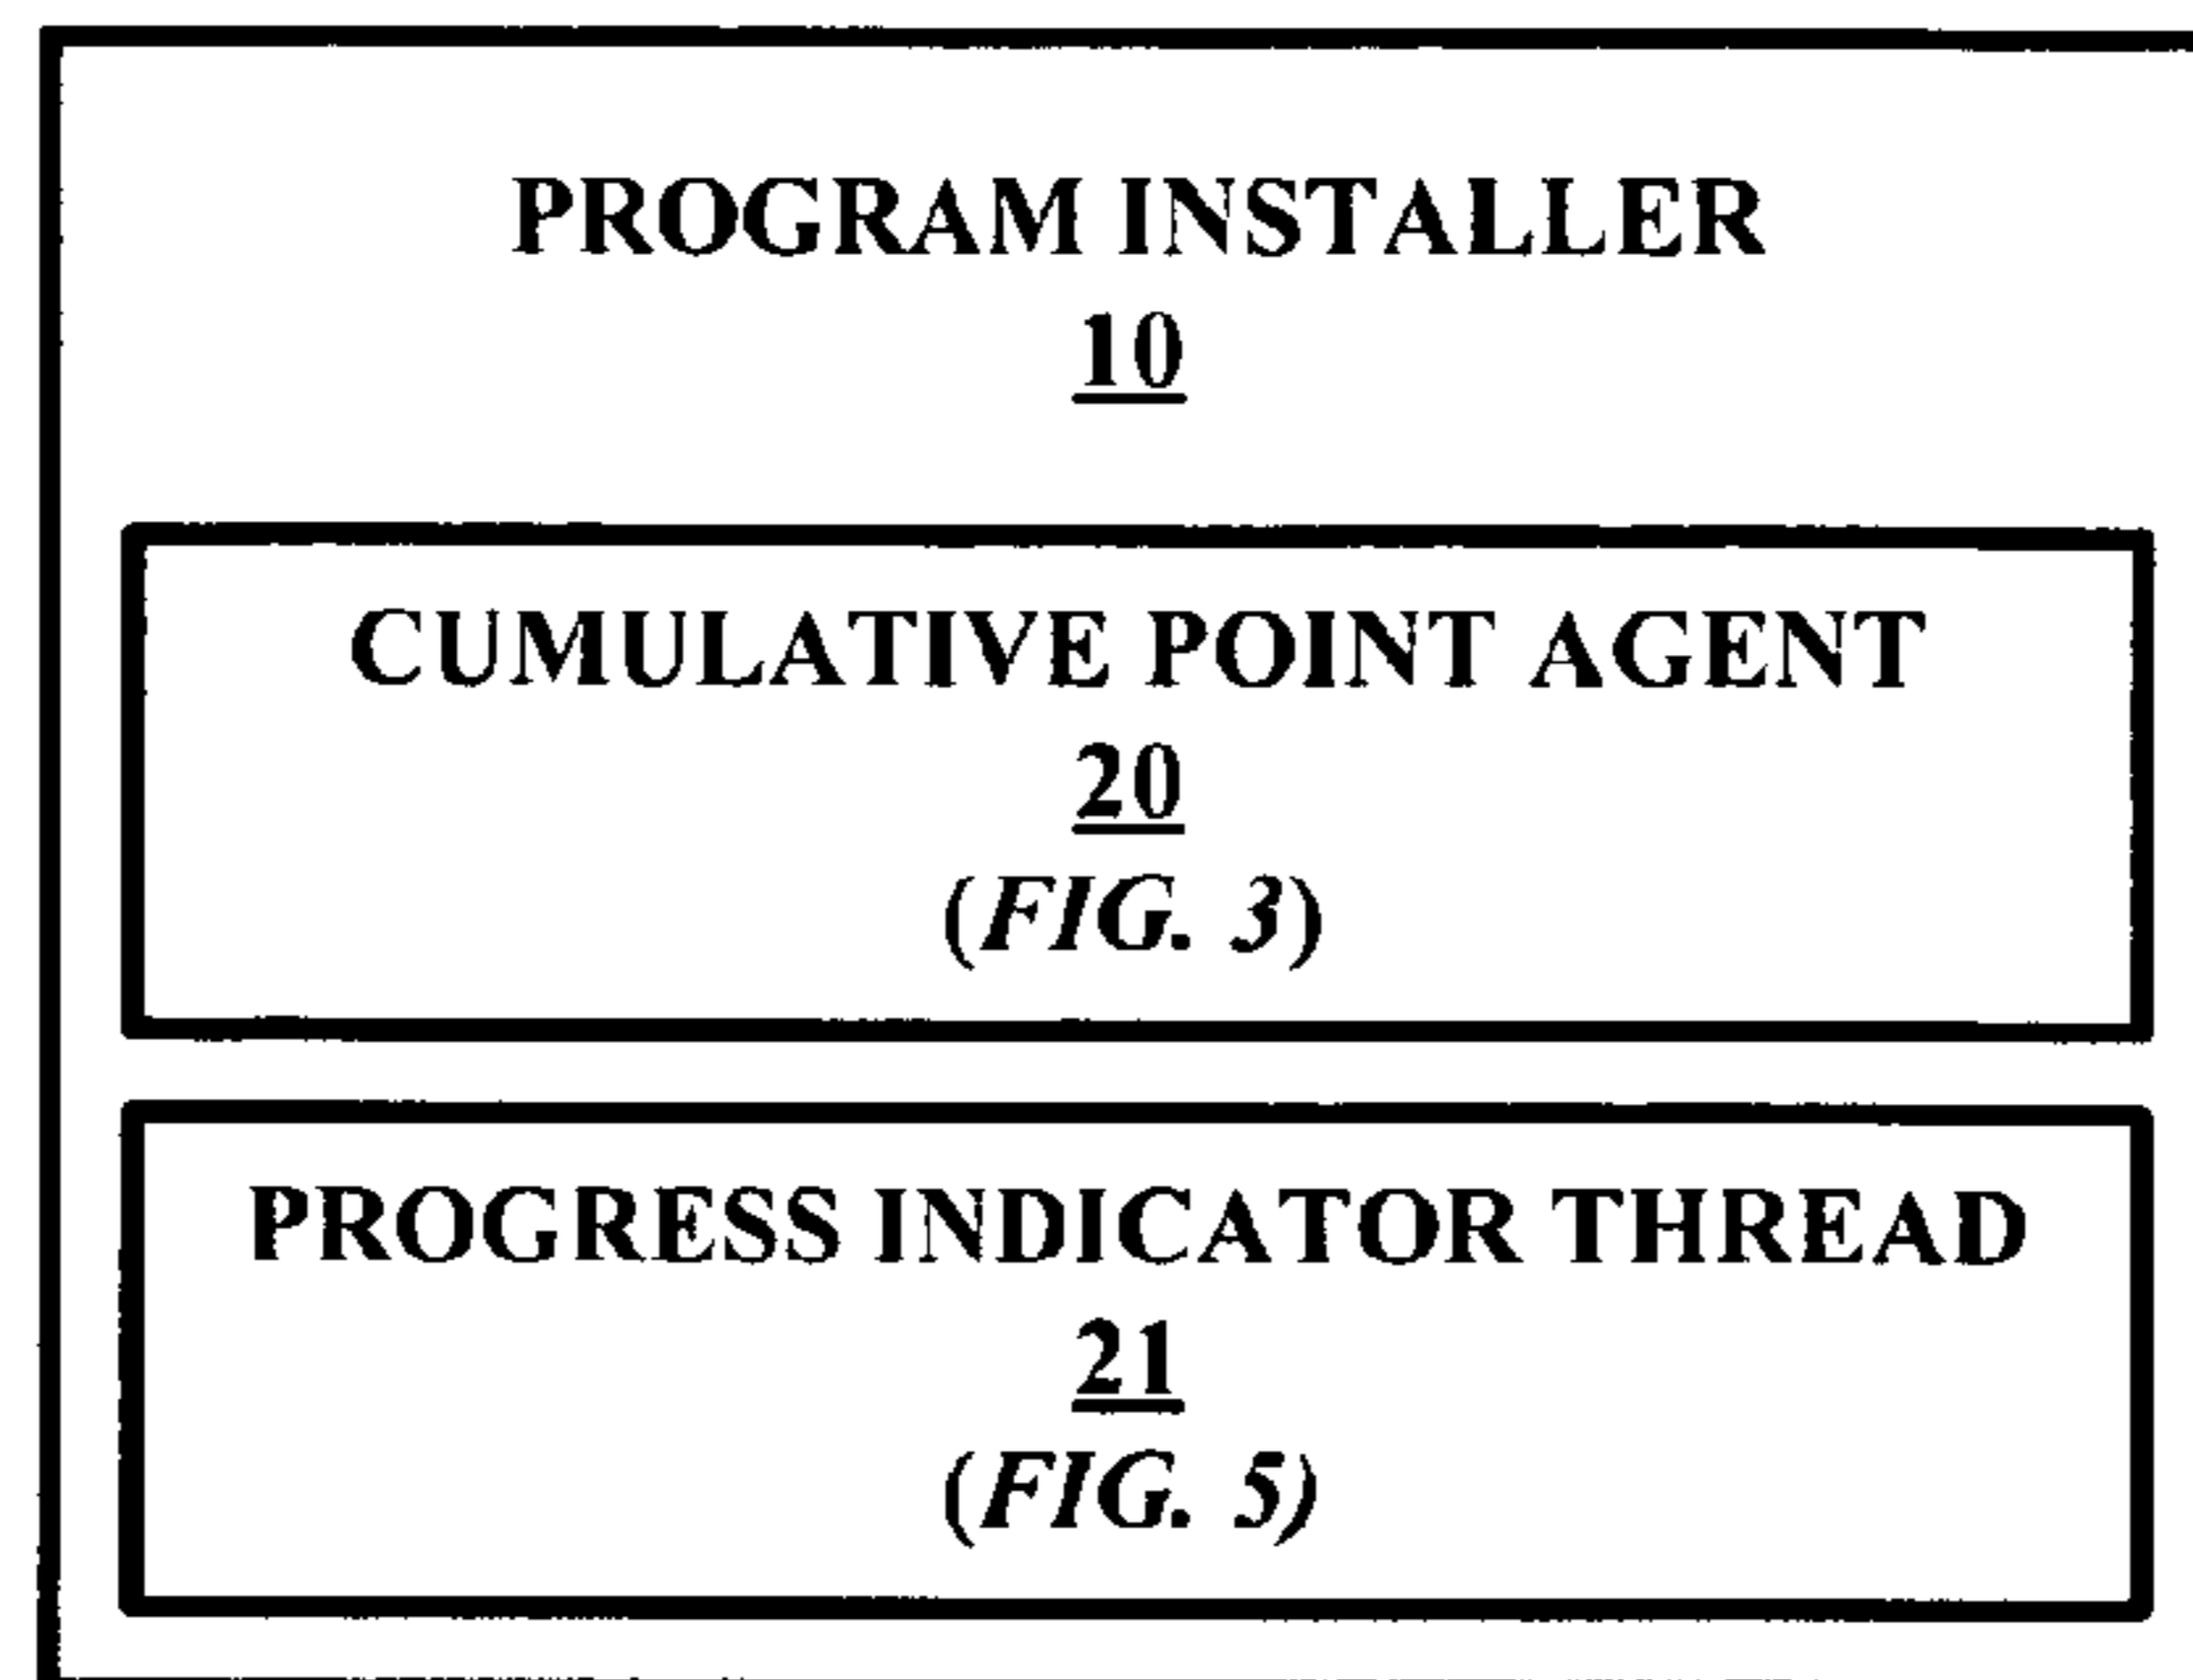 PROGRAM INSTALLER
10
CUMULATIVE POINT AGENT
20
(FIG. 3)
PROGRESS INDICATOR THREAD
21
(FIG. 5)